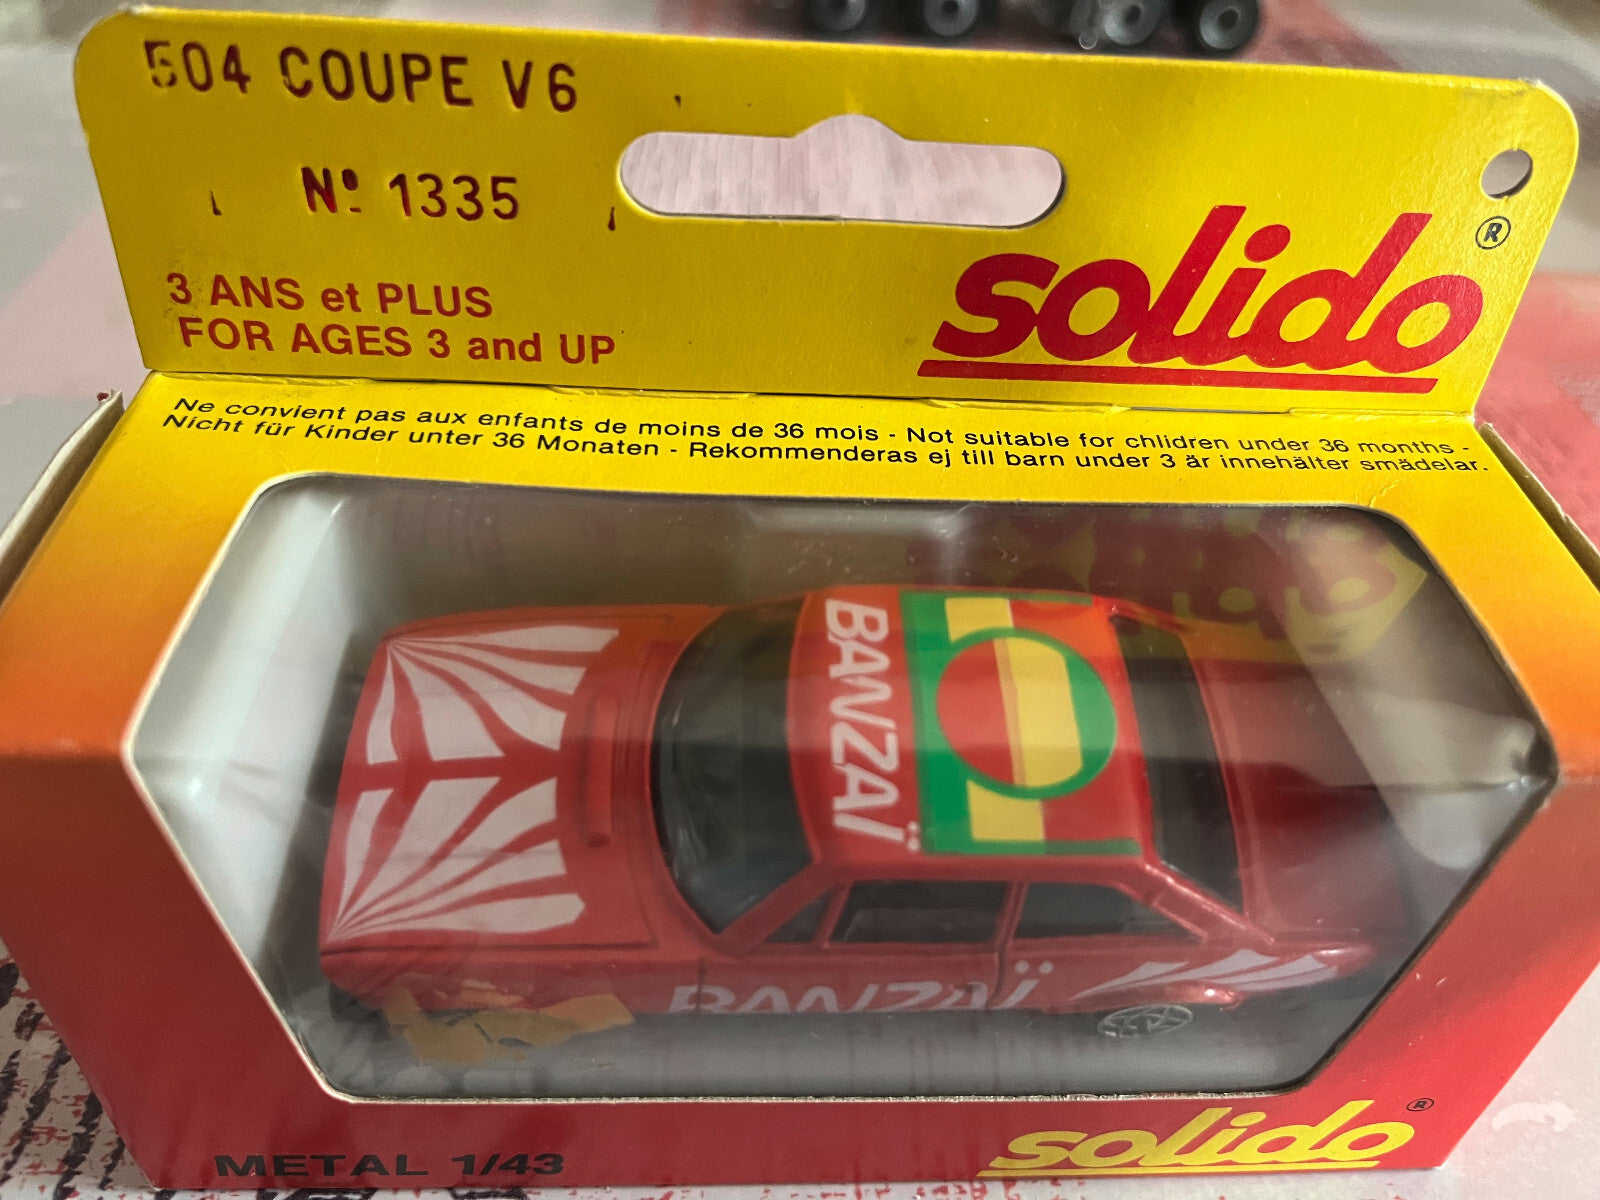 504 COUPE V6
Nº 1335
3 ANS et PLUS
FOR AGES 3 and UP
solido ®
Ne convient pas aux enfants de moins de 36 mois - Not suitable for chlidren under 36 months -
Nicht für Kinder unter 36 Monaten - Rekommenderas ej till barn under 3 är innehälter smädelar.
BANZAÏ
BANZAÏ
METAL 1/43
solido ®